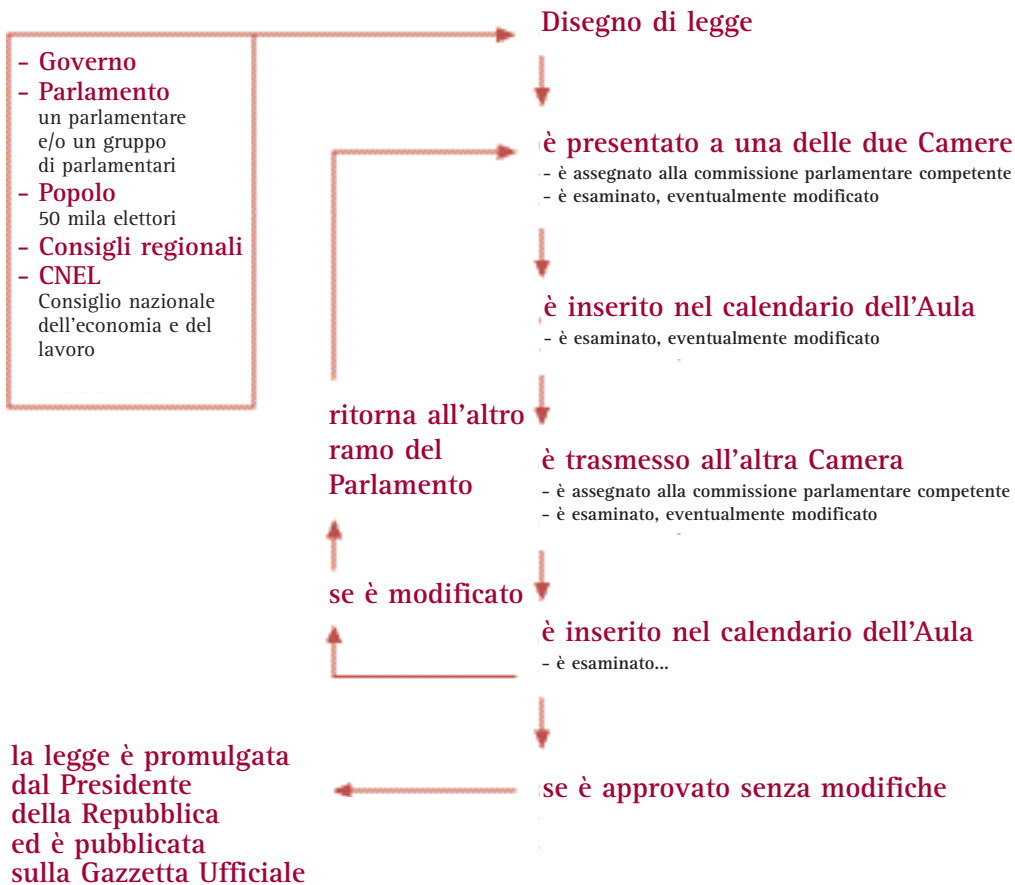 Disegno di legge
- Governo
- Parlamento
un parlamentare
e/o un gruppo
di parlamentari
- Popolo
50 mila elettori
- Consigli regionali
- CNEL
Consiglio nazionale
dell'economia e del
lavoro
è presentato a una delle due Camere
- è assegnato alla commissione parlamentare competente
- è esaminato, eventualmente modificato
è inserito nel calendario dell'Aula
- è esaminato, eventualmente modificato
è trasmesso all'altra Camera
- è assegnato alla commissione parlamentare competente
- è esaminato, eventualmente modificato
è inserito nel calendario dell'Aula
- è esaminato...
se è modificato
ritorna all'altro
ramo del
Parlamento
se è approvato senza modifiche
la legge è promulgata
dal Presidente
della Repubblica
ed è pubblicata
sulla Gazzetta Ufficiale